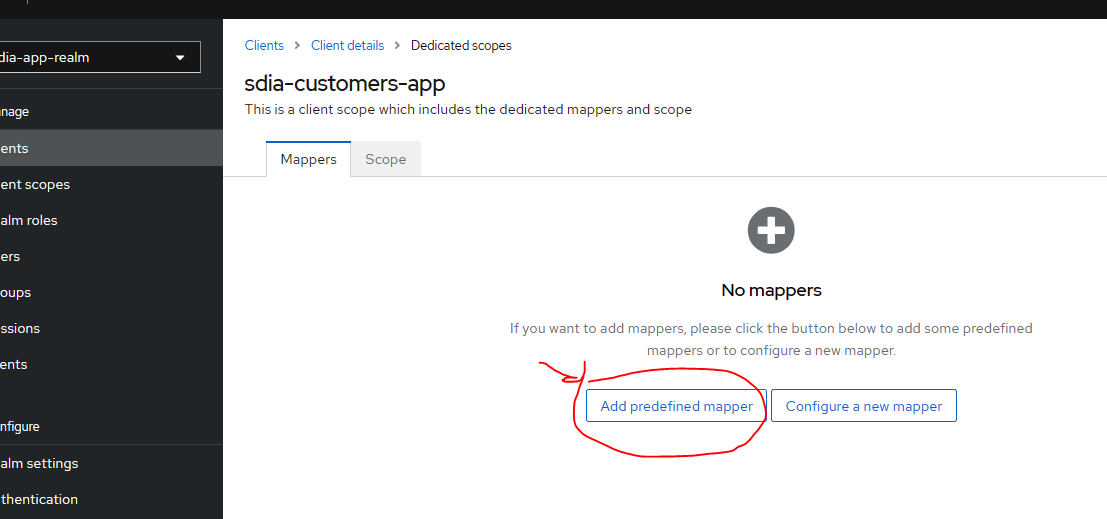 Clients > Client details > Dedicated scopes
dia-app-realm
sdia-customers-app
This is a client scope which includes the dedicated mappers and scope
nage
ents
ent scopes
alm roles
ers
oups
ssions
ents
nfigure
alm settings
thentication
Mappers Scope
No mappers
If you want to add mappers, please click the button below to add some predefined
mappers or to configure a new mapper.
Add predefined mapper Configure a new mapper